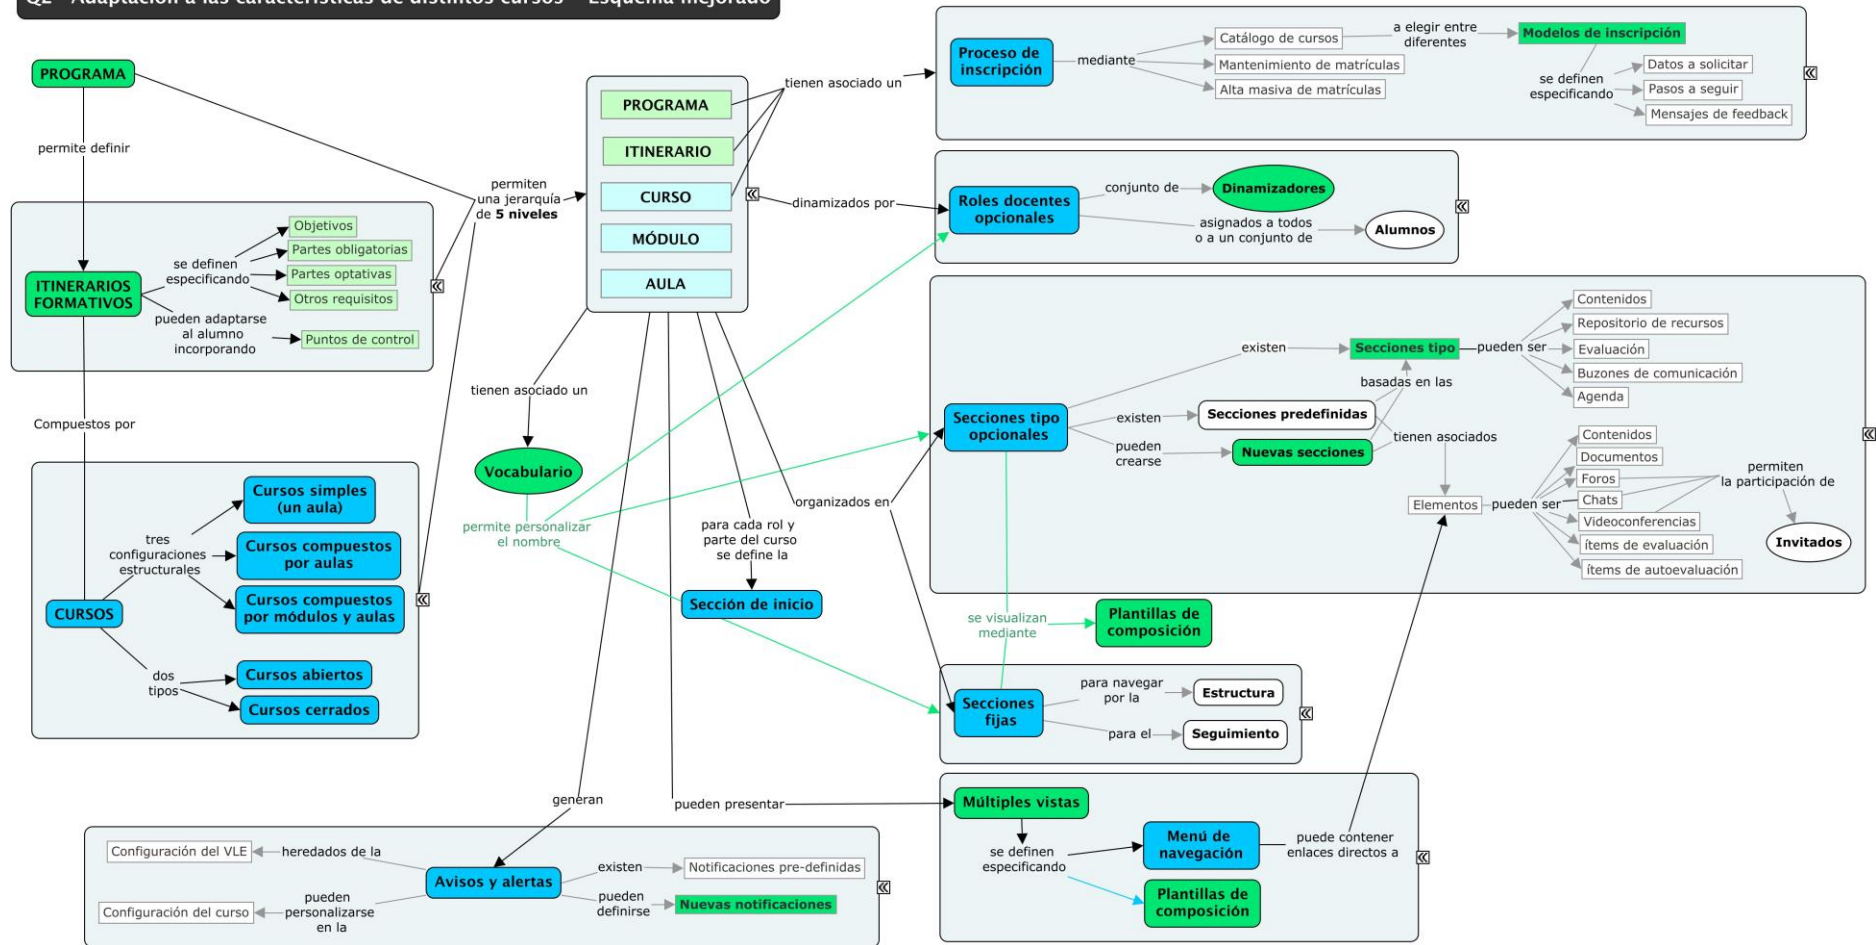 Q2 - Adaptación a las características de distintos cursos - Esquema mejorado
PROGRAMA
permite definir
ITINERARIOS
FORMATIVOS
se definen
especificando
Objetivos
Partes obligatorias
Partes optativas
Otros requisitos
pueden adaptarse
al alumno
incorporando
Puntos de control
Compuestos por
CURSOS
tres
configuraciones
estructurales
Cursos simples
(un aula)
Cursos compuestos
por aulas
Cursos compuestos
por módulos y aulas
dos
tipos
Cursos abiertos
Cursos cerrados
permiten
una jerarquía
de 5 niveles
PROGRAMA
ITINERARIO
CURSO
MÓDULO
AULA
tienen asociado un
Proceso de
inscripción
mediante
Catálogo de cursos
Mantenimiento de matrículas
Alta masiva de matrículas
a elegir entre
diferentes
Modelos de inscripción
se definen
especificando
Datos a solicitar
Pasos a seguir
Mensajes de feedback
dinamizados por
Roles docentes
opcionales
conjunto de
Dinamizadores
asignados a todos
o a un conjunto de
Alumnos
tienen asociado un
Vocabulario
permite personalizar
el nombre
para cada rol y
parte del curso
se define la
Sección de inicio
organizados en
Secciones tipo
opcionales
existen
Secciones tipo
pueden ser
Contenidos
Repositorio de recursos
Evaluación
Buzones de comunicación
Agenda
existen
Secciones predefinidas
basadas en las
pueden
crearse
Nuevas secciones
tienen asociados
Elementos
pueden ser
Contenidos
Documentos
Foros
Chats
Videoconferencias
ítems de evaluación
ítems de autoevaluación
permiten
la participación de
Invitados
se visualizan
mediante
Plantillas de
composición
Secciones
fijas
para navegar
por la
Estructura
para el
Seguimiento
generan
pueden presentar
Múltiples vistas
se definen
especificando
Menú de
navegación
puede contener
enlaces directos a
Plantillas de
composición
Avisos y alertas
heredados de la
Configuración del VLE
pueden
personalizarse
en la
Configuración del curso
existen
Notificaciones pre-definidas
pueden
definirse
Nuevas notificaciones